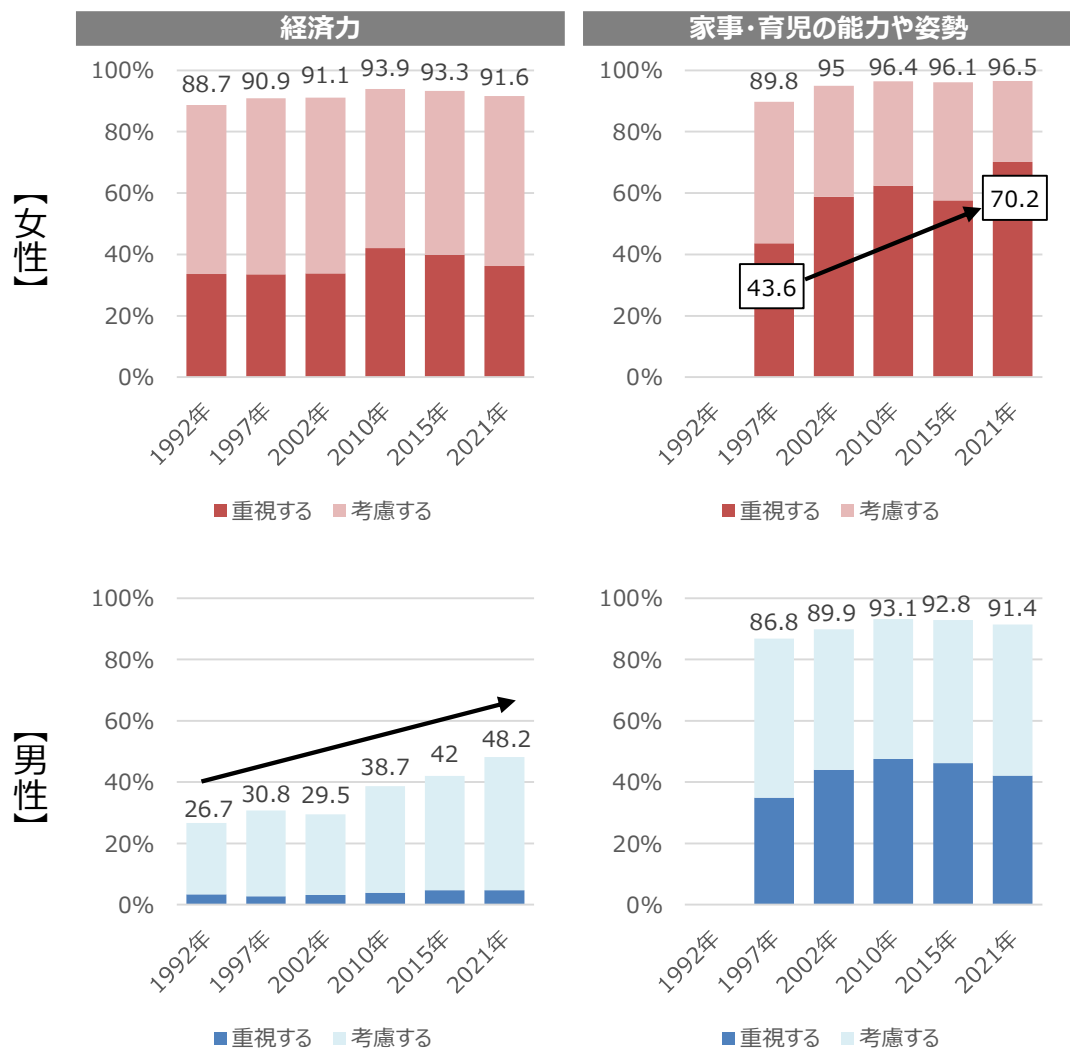 経済力
家事・育児の能力や姿勢
【女性】
100%
80%
60%
40%
20%
0%
88.7
90.9
91.1
93.9
93.3
91.6
1992年
1997年
2002年
2010年
2015年
2021年
重視する 考慮する
100%
80%
60%
40%
20%
0%
89.8
95
96.4
96.1
96.5
43.6
70.2
1992年
1997年
2002年
2010年
2015年
2021年
重視する 考慮する
【男性】
100%
80%
60%
40%
20%
0%
26.7
30.8
29.5
38.7
42
48.2
1992年
1997年
2002年
2010年
2015年
2021年
重視する 考慮する
100%
80%
60%
40%
20%
0%
86.8
89.9
93.1
92.8
91.4
1992年
1997年
2002年
2010年
2015年
2021年
重視する 考慮する